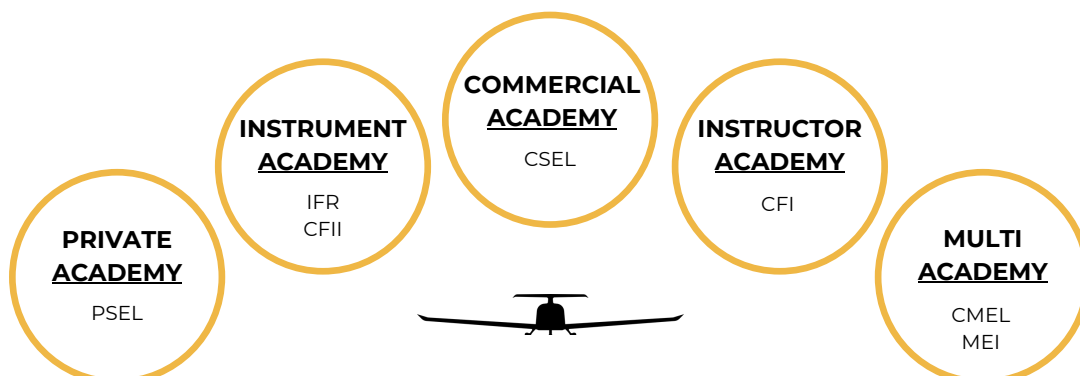 PRIVATE
ACADEMY
PSEL
INSTRUMENT
ACADEMY
IFR
CFII
COMMERCIAL
ACADEMY
CSEL
INSTRUCTOR
ACADEMY
CFI
MULTI
ACADEMY
CMEL
MEI